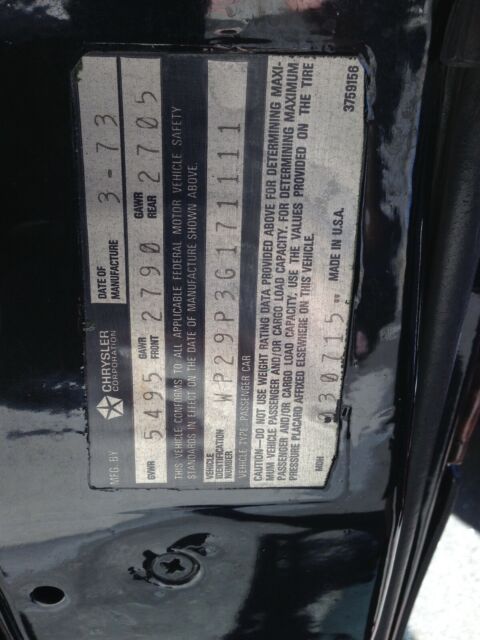 MFG. BY CHRYSLER CORPORATION DATE OF MANUFACTURE 3-73
GVWR 5495 GAWR FRONT 2790 GAWR REAR 2705
THIS VEHICLE CONFORMS TO ALL APPLICABLE FEDERAL MOTOR VEHICLE SAFETY
STANDARDS IN EFFECT ON THE DATE OF MANUFACTURE SHOWN ABOVE.
VEHICLE IDENTIFICATION NUMBER WP29P3G171111
VEHICLE TYPE: PASSENGER CAR
CAUTION—DO NOT USE WEIGHT RATING DATA PROVIDED ABOVE FOR DETERMINING MAXI-
MUM VEHICLE PASSENGER AND/OR CARGO LOAD CAPACITY. FOR DETERMINING MAXIMUM
PASSENGER AND/OR CARGO LOAD CAPACITY, USE THE VALUES PROVIDED ON THE TIRE
PRESSURE PLACARD AFFIXED ELSEWHERE ON THIS VEHICLE.
MDH 030715 MADE IN U.S.A. 3759158